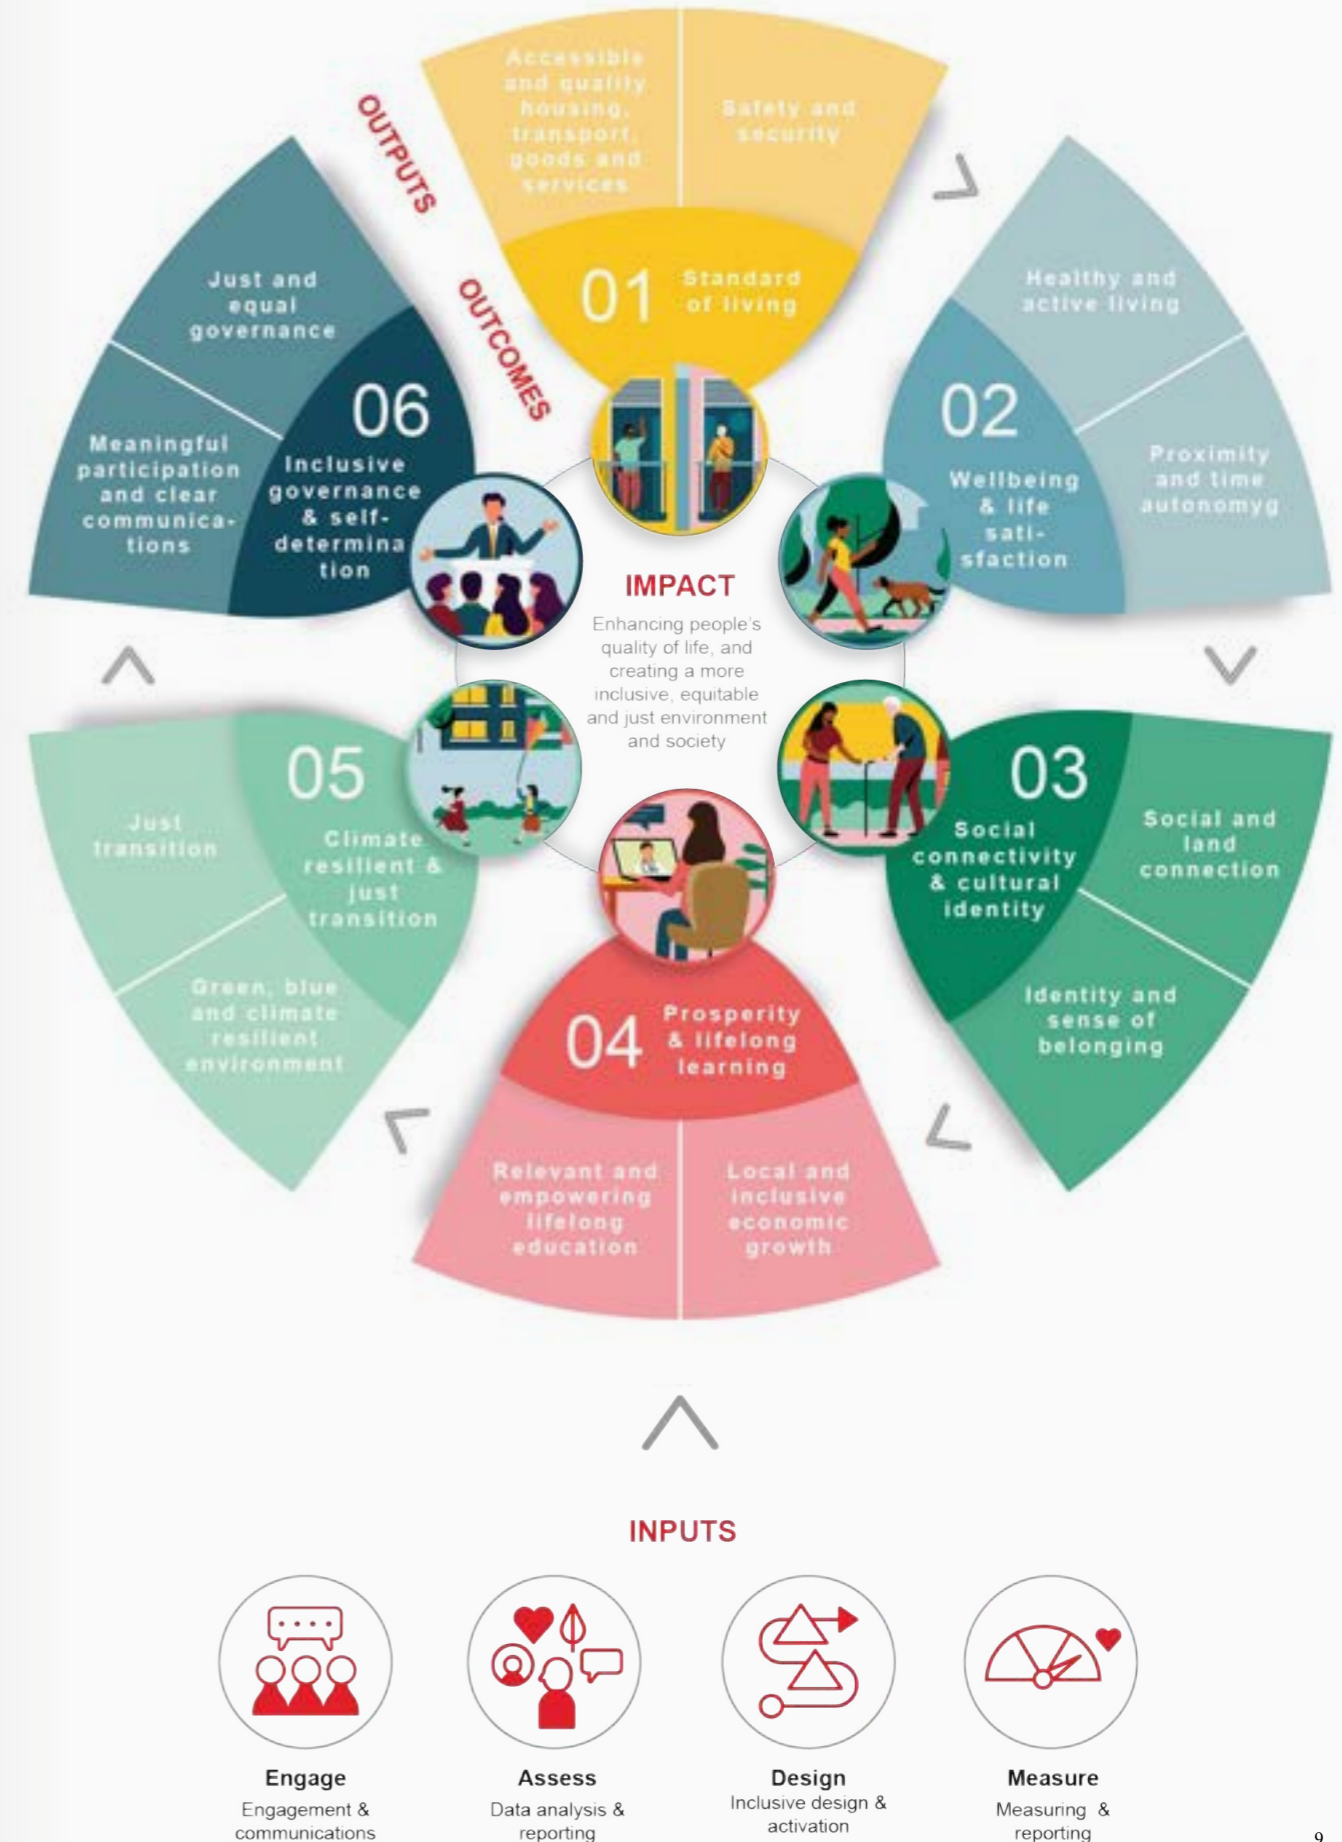 OUTPUTS
OUTCOMES
Accessible
and quality
housing,
transport,
goods and
services
Safety and
security
01
Standard
of living
Healthy and
active living
Proximity
and time
autonomyg
02
Wellbeing
& life
sati-
sfaction
03
Social
connectivity
& cultural
identity
Social and
land
connection
Identity and
sense of
belonging
04
Prosperity
& lifelong
learning
Relevant and
empowering
lifelong
education
Local and
inclusive
economic
growth
05
Climate
resilient &
just
transition
Just
transition
Green, blue
and climate
resilient
environment
06
Inclusive
governance
& self-
determina
tion
Just and
equal
governance
Meaningful
participation
and clear
communica-
tions
IMPACT
Enhancing people's
quality of life, and
creating a more
inclusive, equitable
and just environment
and society
INPUTS
Engage
Engagement &
communications
Assess
Data analysis &
reporting
Design
Inclusive design &
activation
Measure
Measuring &
reporting
9